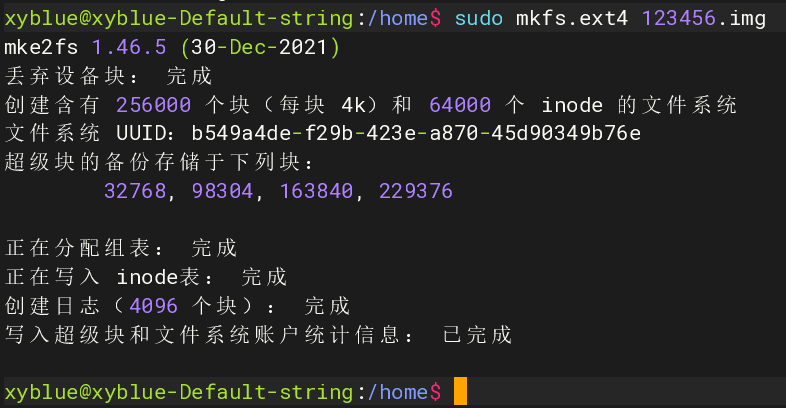 xyblue@xyblue-Default-string:/home$ sudo mkfs.ext4 123456.img
mke2fs 1.46.5 (30-Dec-2021)
丢弃设备块： 完成
创建含有 256000 个块（每块 4k）和 64000 个 inode 的文件系统
文件系统 UUID：b549a4de-f29b-423e-a870-45d90349b76e
超级块的备份存储于下列块：
32768, 98304, 163840, 229376
正在分配组表： 完成
正在写入 inode表： 完成
创建日志（4096 个块）： 完成
写入超级块和文件系统账户统计信息： 已完成
xyblue@xyblue-Default-string:/home$